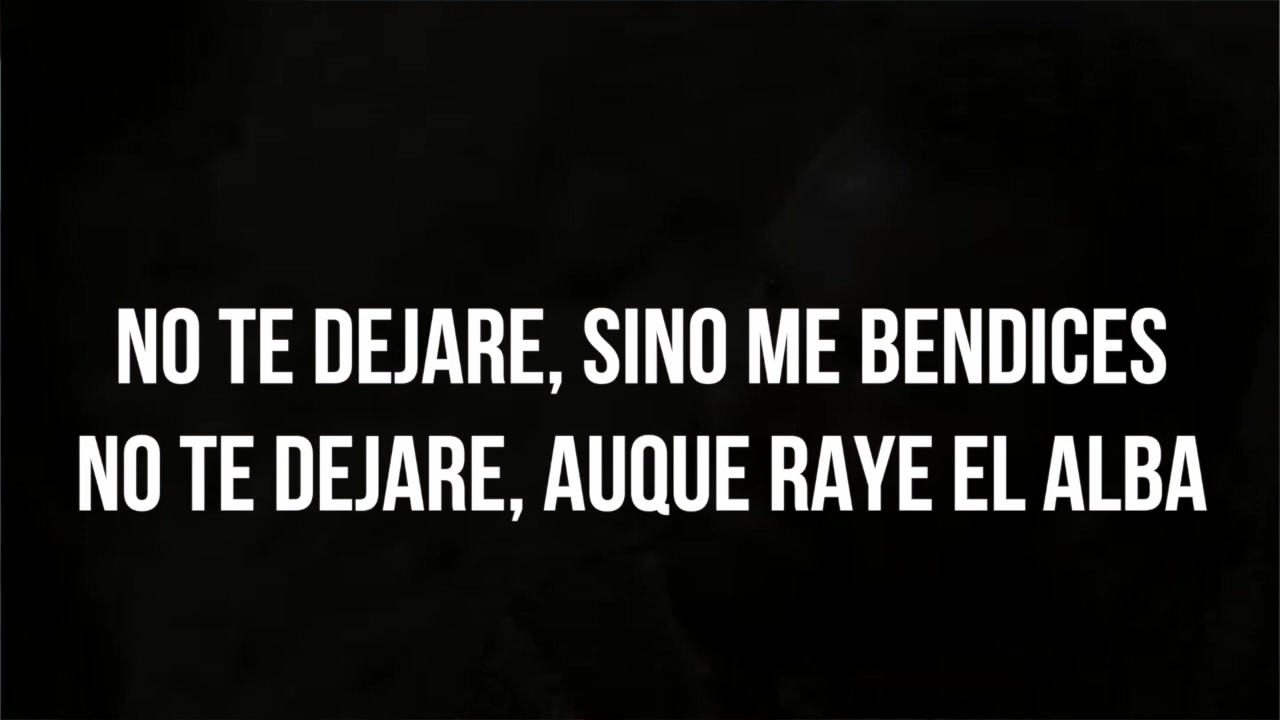 NO TE DEJARE, SINO ME BENDICES
NO TE DEJARE, AUQUE RAYE EL ALBA